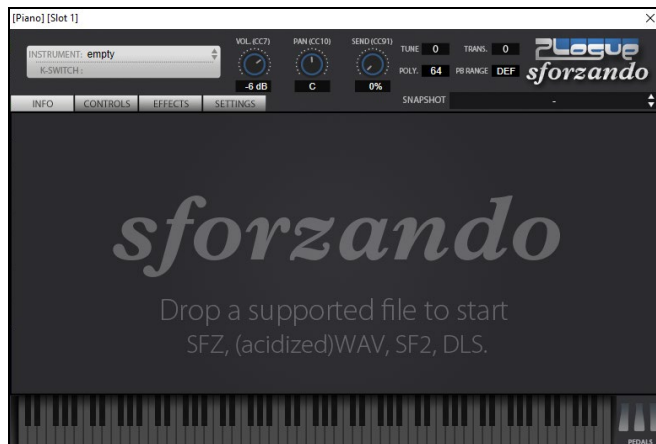 [Piano] [Slot 1]
INSTRUMENT: empty
K-SWITCH :
VOL. (CC7)
-6 dB
PAN (CC10)
C
SEND (CC91)
0%
TUNE 0 TRANS. 0
POLY. 64 PB RANGE DEF
Plogue
sforzando
INFO CONTROLS EFFECTS SETTINGS
SNAPSHOT -
sforzando
Drop a supported file to start
SFZ, (acidized)WAV, SF2, DLS.
PEDALS